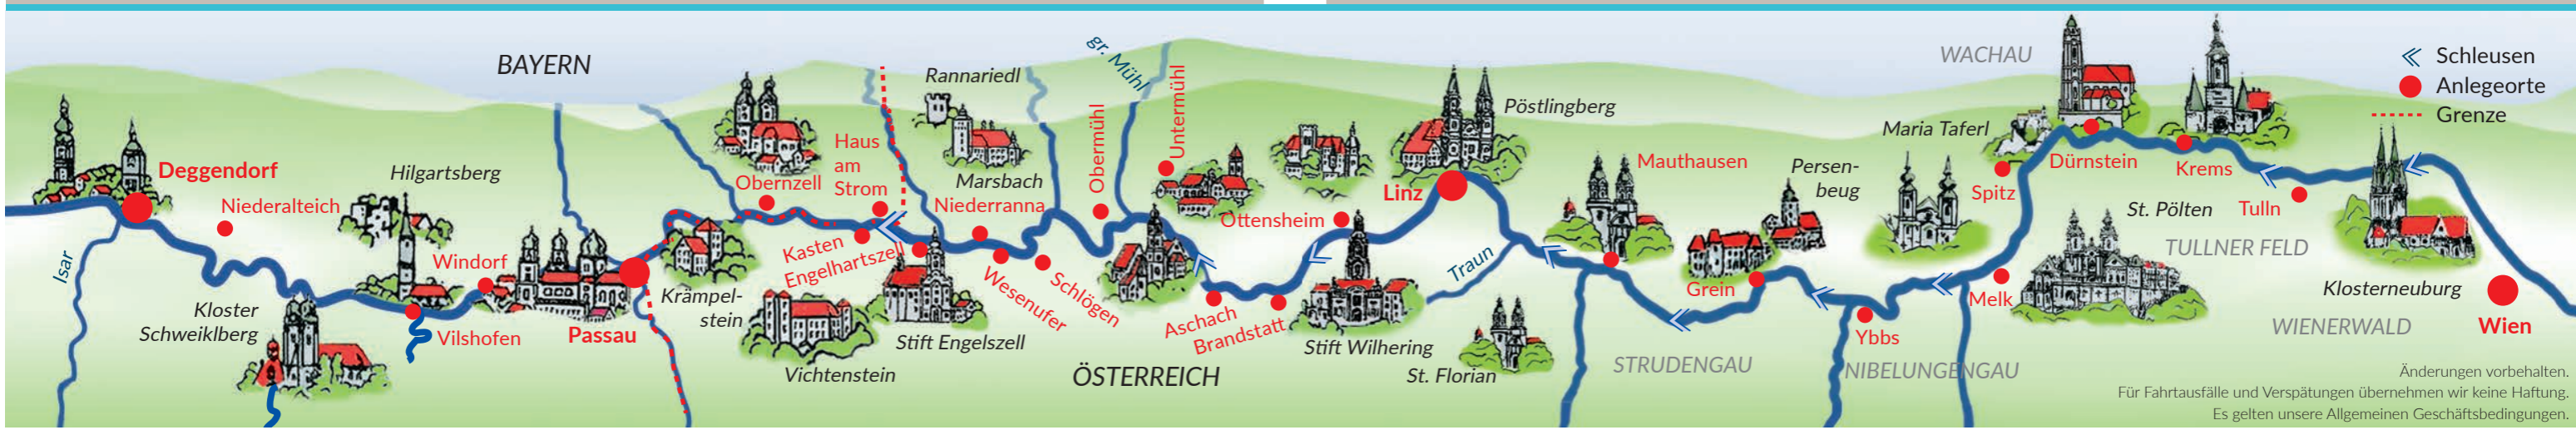 BAYERN
Isar
Deggendorf
Niederalteich
Hilgartsberg
Kloster
Schweiklberg
Windorf
Vilshofen
Passau
Krämpel-
stein
Obernzell
Haus
am
Strom
Kasten
Engelhartszell
Vichtenstein
Stift Engelszell
Rannariedl
Marsbach
Niederranna
Wesenufer
Schlögen
gr. Mühl
Obermühl
Untermühl
ÖSTERREICH
Aschach
Brandstatt
Ottensheim
Stift Wilhering
Linz
Pöstlingberg
Traun
St. Florian
Mauthausen
STRUDENGAU
Grein
Persen-
beug
Ybbs
NIBELUNGENGAU
Maria Taferl
Melk
Spitz
WACHAU
Dürnstein
Krems
St. Pölten
TULLNER FELD
Tulln
Klosterneuburg
WIENERWALD
Wien
Schleusen
Anlegeorte
Grenze
Änderungen vorbehalten.
Für Fahrtausfälle und Verspätungen übernehmen wir keine Haftung.
Es gelten unsere Allgemeinen Geschäftsbedingungen.